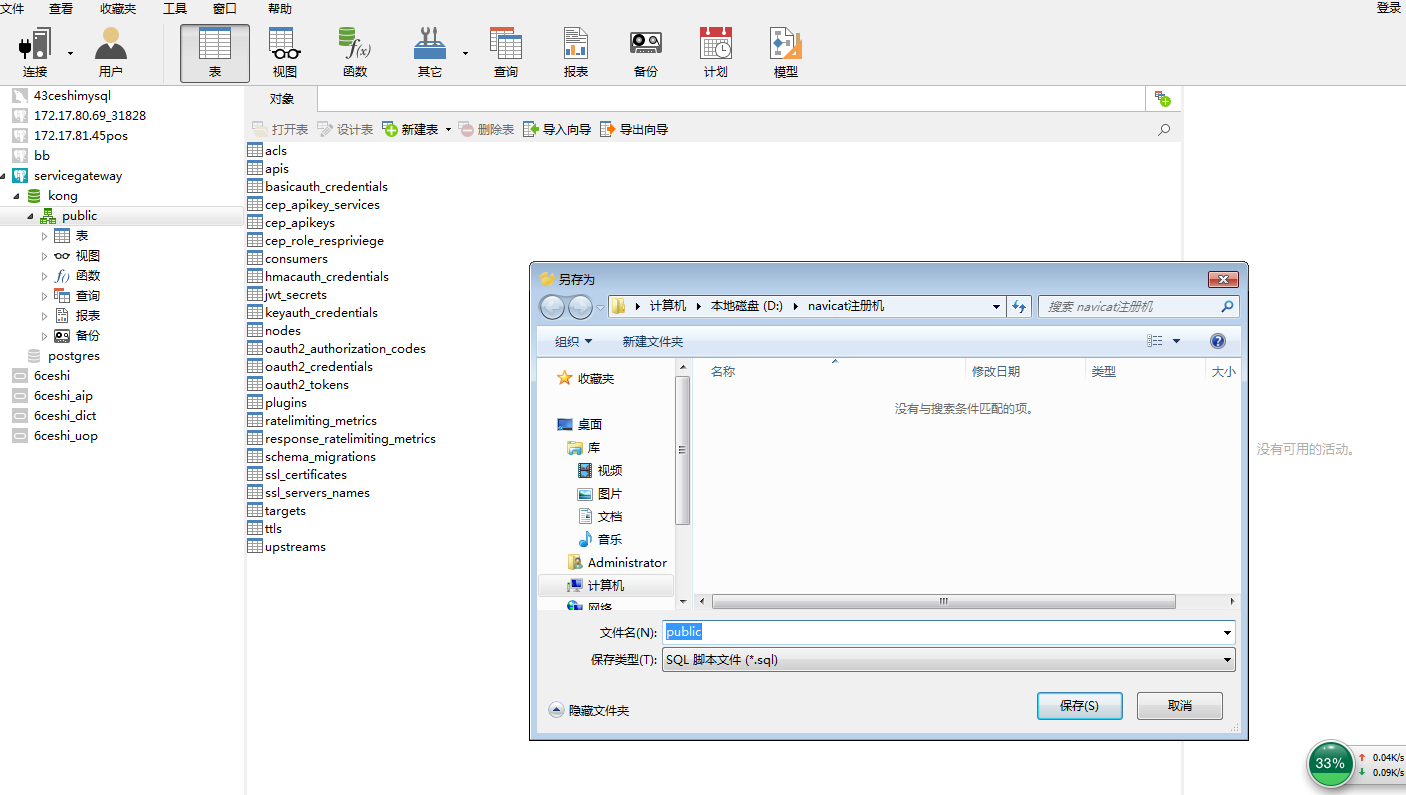 文件 查看 收藏夹 工具 窗口 帮助 登录
连接 用户 表 视图 函数 其它 查询 报表 备份 计划 模型
43ceshimysql
172.17.80.69_31828
172.17.81.45pos
bb
servicegateway
kong
public
表
视图
函数
查询
报表
备份
postgres
6ceshi
6ceshi_aip
6ceshi_dict
6ceshi_uop
对象
打开表 设计表 新建表 删除表 导入向导 导出向导
acls
apis
basicauth_credentials
cep_apikey_services
cep_apikeys
cep_role_respriviege
consumers
hmacauth_credentials
jwt_secrets
keyauth_credentials
nodes
oauth2_authorization_codes
oauth2_credentials
oauth2_tokens
plugins
ratelimiting_metrics
response_ratelimiting_metrics
schema_migrations
ssl_certificates
ssl_servers_names
targets
ttls
upstreams
另存为
计算机 本地磁盘 (D:) navicat注册机 搜索 navicat注册机
组织 新建文件夹
收藏夹
桌面
库
视频
图片
文档
音乐
Administrator
计算机
网络
名称 修改日期 类型 大小
没有与搜索条件匹配的项。
文件名(N): public
保存类型(T): SQL 脚本文件 (*.sql)
隐藏文件夹 保存(S) 取消
没有可用的活动。
33% 0.04K/s
0.09K/s